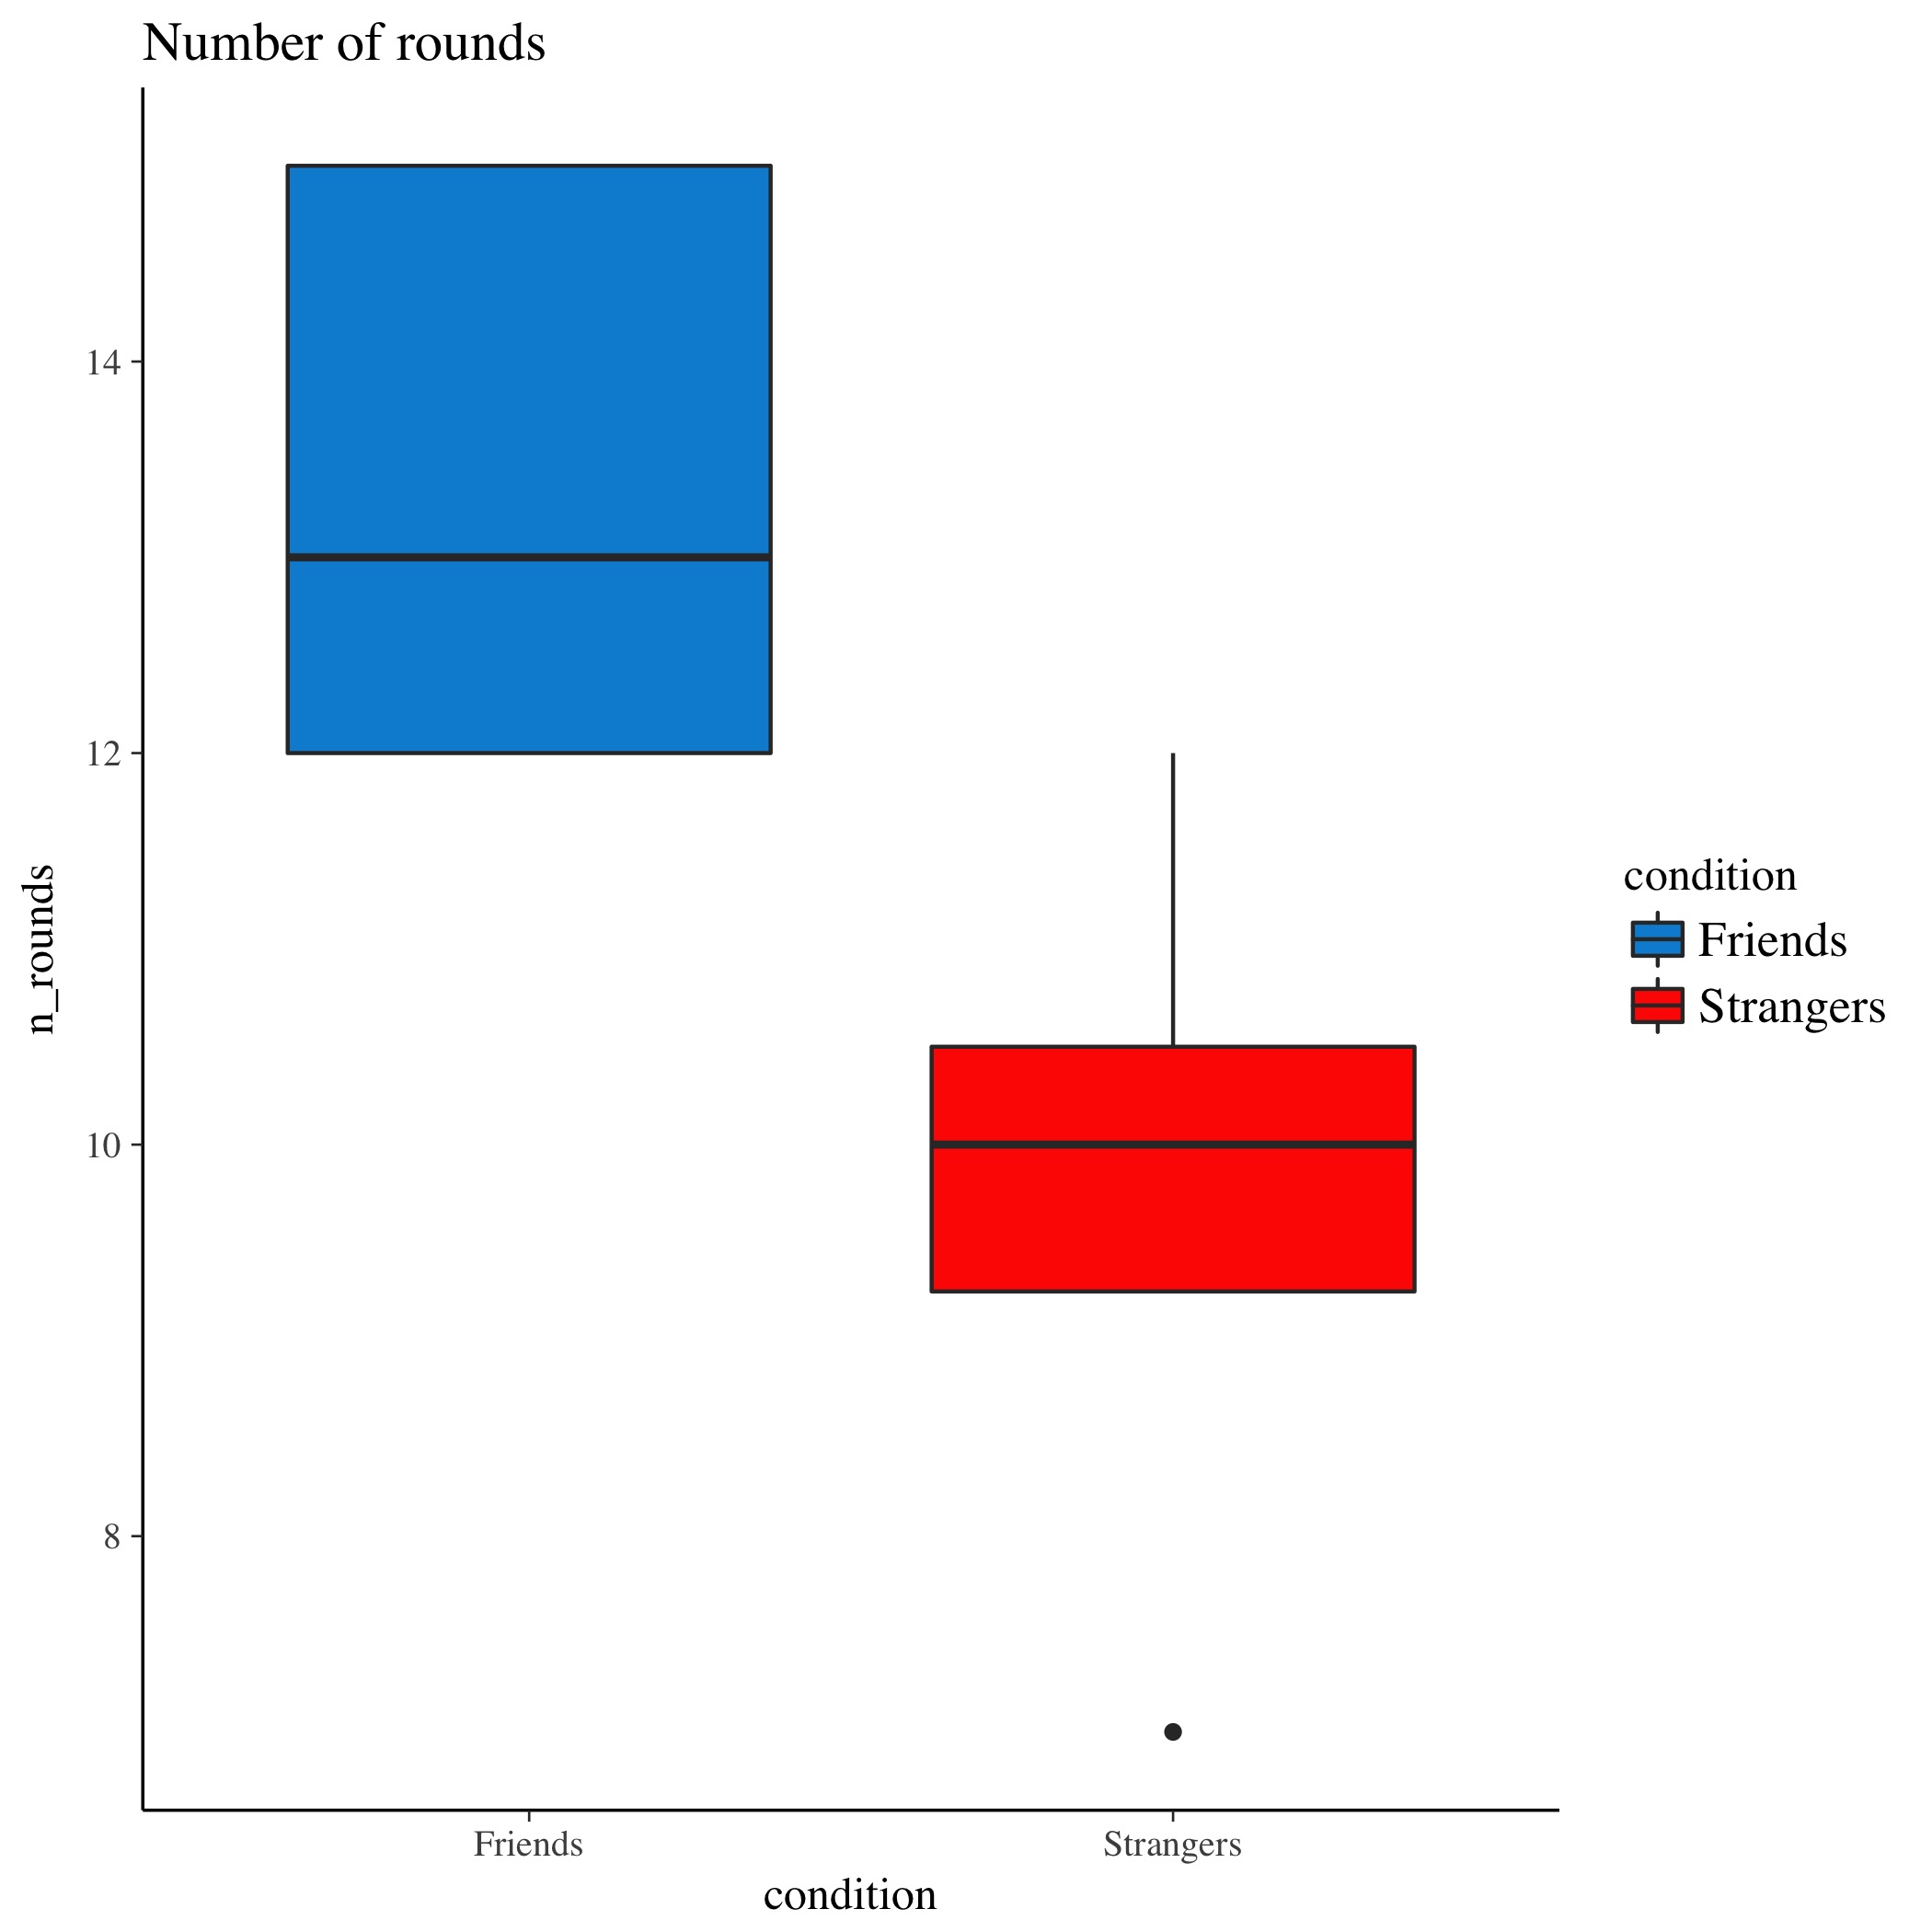 Number of rounds
14
12
10
8
n_rounds
Friends
Strangers
condition
condition
Friends
Strangers